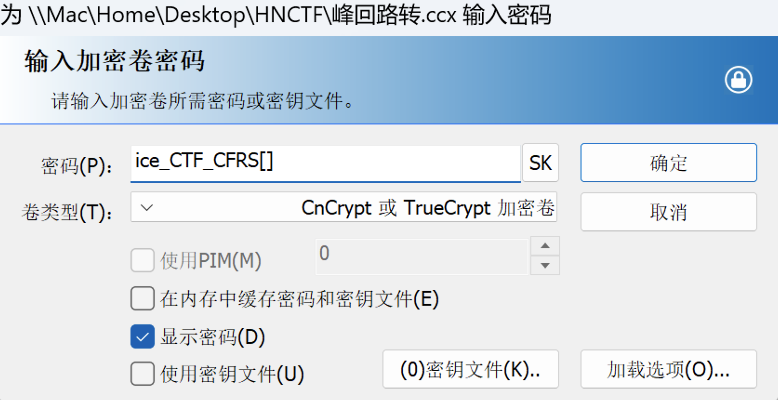 为 \\Mac\Home\Desktop\HNCTF\峰回路转.ccx 输入密码
输入加密卷密码
请输入加密卷所需密码或密钥文件。
密码(P): ice_CTF_CFRS[] SK 确定
卷类型(T): CnCrypt 或 TrueCrypt 加密卷 取消
使用PIM(M) 0
在内存中缓存密码和密钥文件(E)
显示密码(D)
使用密钥文件(U) (0)密钥文件(K).. 加载选项(O)...